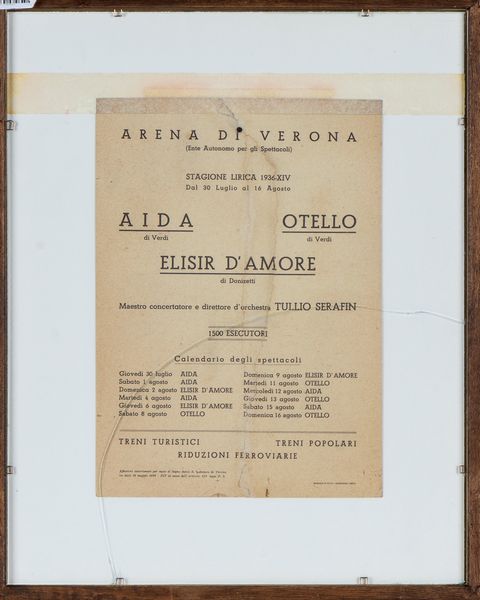 ARENA DI VERONA
(Ente Autonomo per gli Spettacoli)
STAGIONE LIRICA 1936-XIV
Dal 30 Luglio al 16 Agosto
AIDA
di Verdi
OTELLO
di Verdi
ELISIR D'AMORE
di Donizetti
Maestro concertatore e direttore d'orchestra TULLIO SERAFIN
1500 ESECUTORI
Calendario degli spettacoli
Giovedì 30 luglio AIDA
Sabato 1 agosto AIDA
Domenica 2 agosto ELISIR D'AMORE
Martedì 4 agosto AIDA
Giovedì 6 agosto ELISIR D'AMORE
Sabato 8 agosto OTELLO
Domenica 9 agosto ELISIR D'AMORE
Martedì 11 agosto OTELLO
Mercoledì 12 agosto AIDA
Giovedì 13 agosto OTELLO
Sabato 15 agosto AIDA
Domenica 16 agosto OTELLO
TRENI TURISTICI TRENI POPOLARI
RIDUZIONI FERROVIARIE